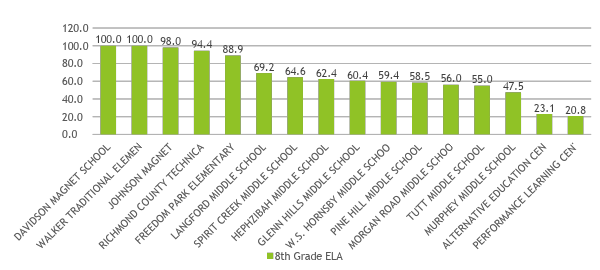 120.0
100.0
80.0
60.0
40.0
20.0
0.0
100.0 100.0 98.0 94.4 88.9 69.2 64.6 62.4 60.4 59.4 58.5 56.0 55.0 47.5 23.1 20.8
DAVIDSON MAGNET SCHOOL
WALKER TRADITIONAL ELEMEN
JOHNSON MAGNET
RICHMOND COUNTY TECHNICA
FREEDOM PARK ELEMENTARY
LANGFORD MIDDLE SCHOOL
SPIRIT CREEK MIDDLE SCHOOL
HEPHZIBAH MIDDLE SCHOOL
GLENN HILLS MIDDLE SCHOOL
W.S. HORNSBY MIDDLE SCHOO
PINE HILL MIDDLE SCHOOL
MORGAN ROAD MIDDLE SCHOO
TUTT MIDDLE SCHOOL
MURPHEY MIDDLE SCHOOL
ALTERNATIVE EDUCATION CEN
PERFORMANCE LEARNING CEN
8th Grade ELA